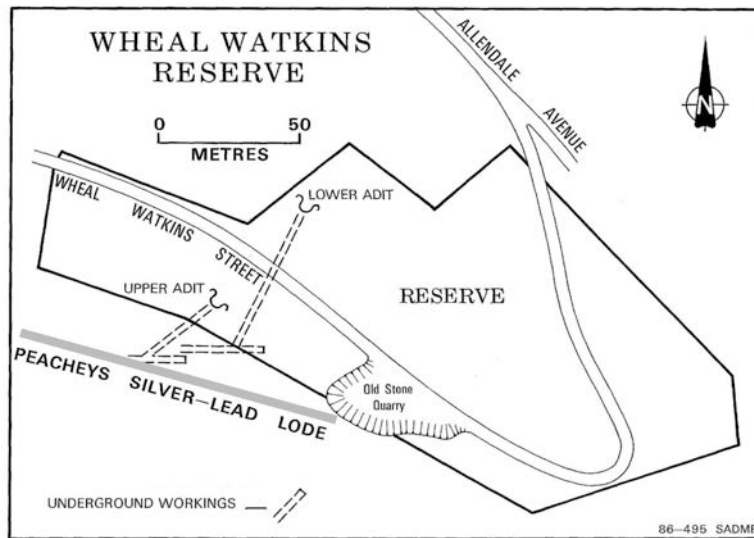 WHEAL WATKINS
RESERVE
0 50
METRES
ALLENDALE
AVENUE
N
WHEAL WATKINS STREET
LOWER ADIT
UPPER ADIT
RESERVE
Old Stone
Quarry
PEACHEYS SILVER–LEAD LODE
UNDERGROUND WORKINGS
86–495 SADME